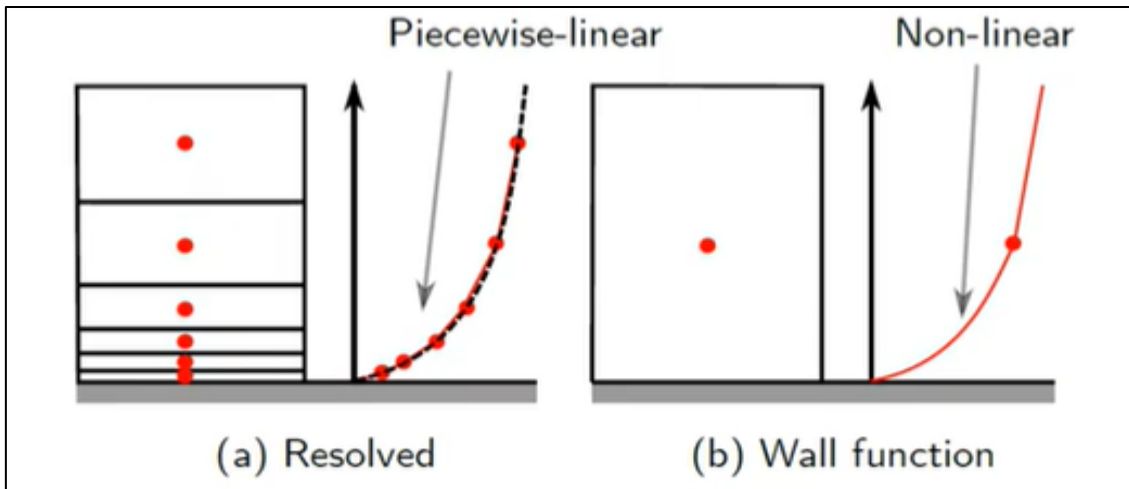 Piecewise-linear
Non-linear
(a) Resolved
(b) Wall function